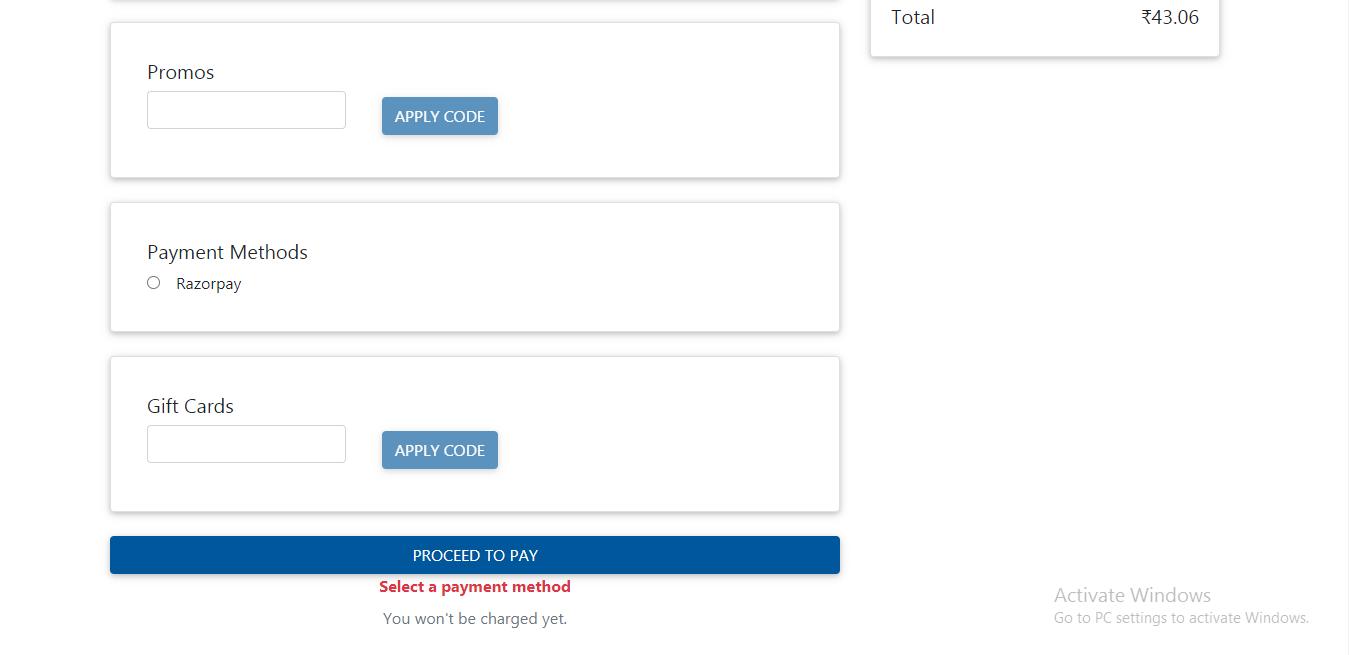 Total ₹43.06
Promos
APPLY CODE
Payment Methods
Razorpay
Gift Cards
APPLY CODE
PROCEED TO PAY
Select a payment method
You won't be charged yet.
Activate Windows
Go to PC settings to activate Windows.